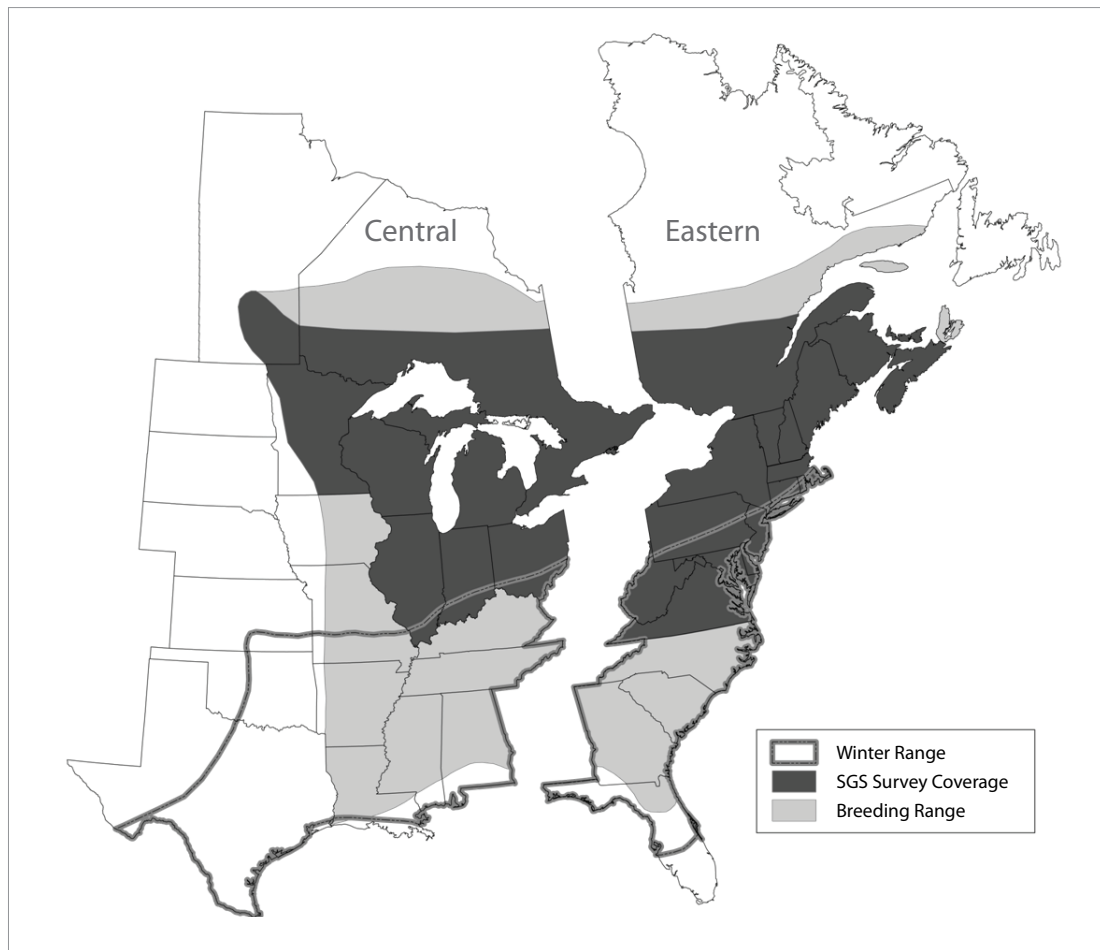 Central
Eastern
Winter Range
SGS Survey Coverage
Breeding Range